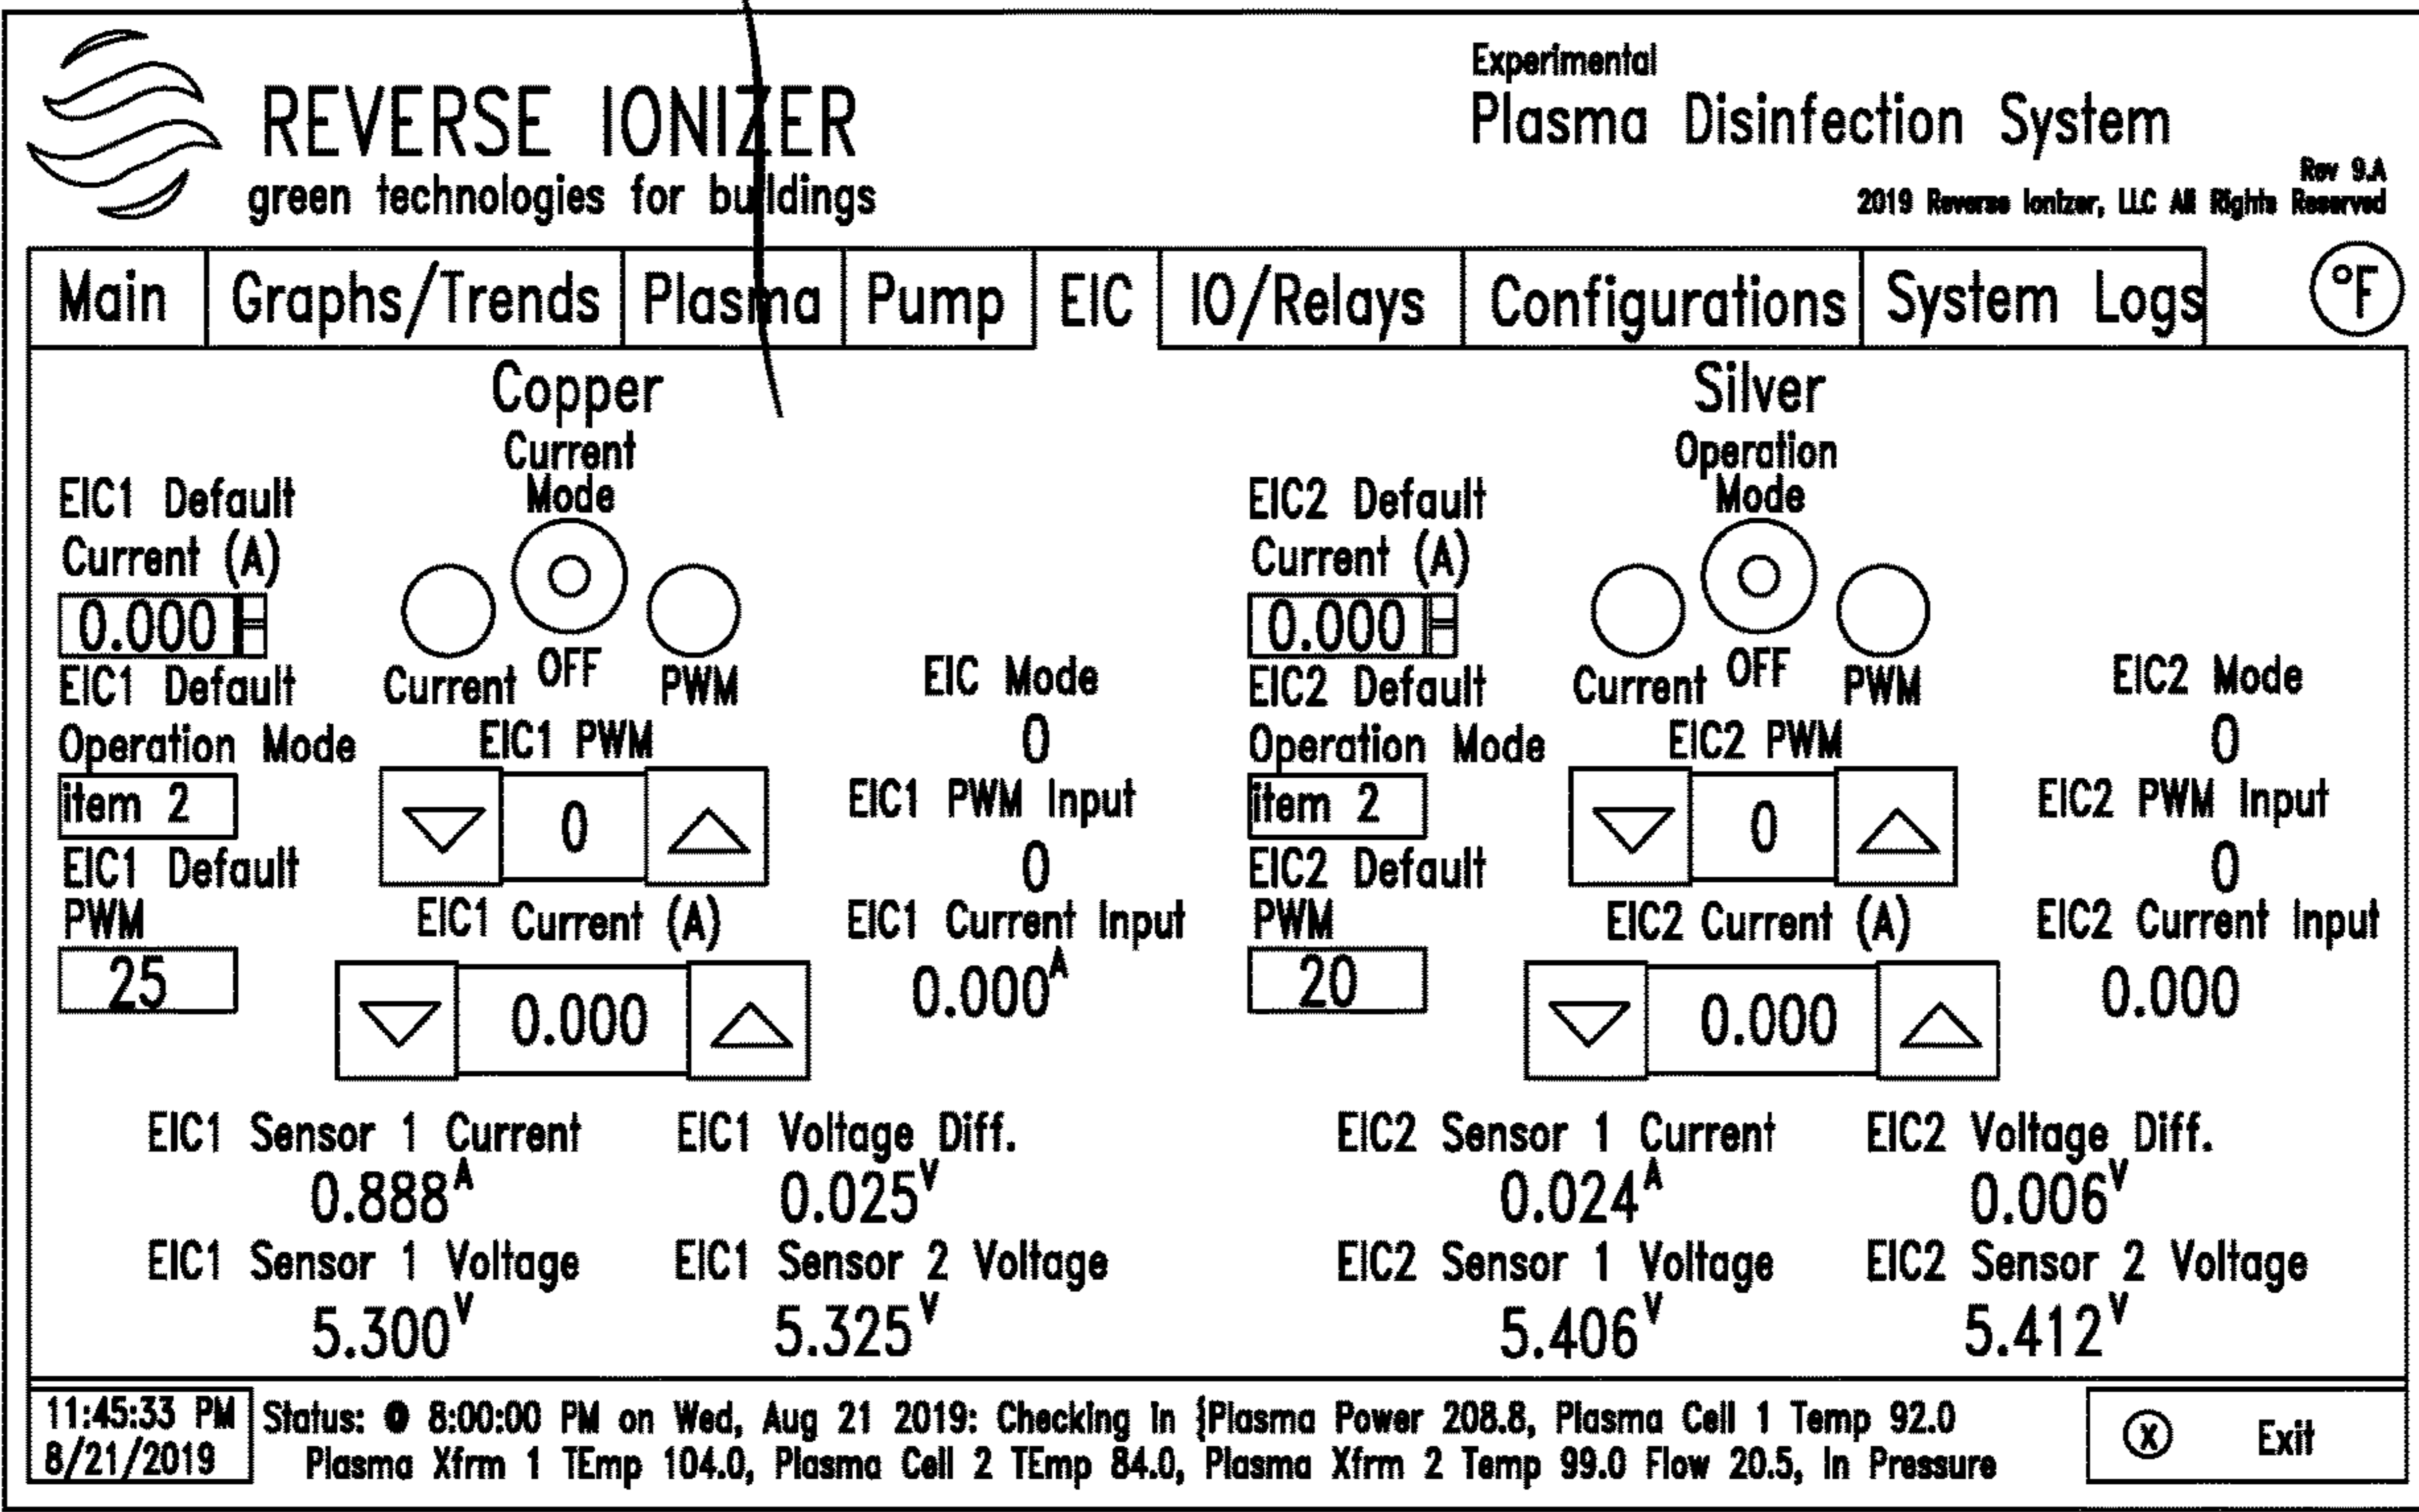 REVERSE IONIZER
green technologies for buildings
Experimental
Plasma Disinfection System
Rev 9.A
2019 Reverse Ionizer, LLC All Rights Reserved
Main Graphs/Trends Plasma Pump EIC IO/Relays Configurations System Logs °F
Copper
Current
Mode
EIC1 Default
Current (A)
0.000
EIC1 Default
Operation Mode
item 2
EIC1 Default
PWM
25
Current OFF PWM
EIC1 PWM
0
EIC1 Current (A)
0.000
EIC Mode
0
EIC1 PWM Input
0
EIC1 Current Input
0.000A
EIC1 Sensor 1 Current
0.888A
EIC1 Voltage Diff.
0.025V
EIC1 Sensor 1 Voltage
5.300V
EIC1 Sensor 2 Voltage
5.325V
Silver
Operation
Mode
EIC2 Default
Current (A)
0.000
EIC2 Default
Operation Mode
item 2
EIC2 Default
PWM
20
Current OFF PWM
EIC2 PWM
0
EIC2 Current (A)
0.000
EIC2 Mode
0
EIC2 PWM Input
0
EIC2 Current Input
0.000
EIC2 Sensor 1 Current
0.024A
EIC2 Voltage Diff.
0.006V
EIC2 Sensor 1 Voltage
5.406V
EIC2 Sensor 2 Voltage
5.412V
11:45:33 PM
8/21/2019
Status: @ 8:00:00 PM on Wed, Aug 21 2019: Checking in {Plasma Power 208.8, Plasma Cell 1 Temp 92.0
Plasma Xfrm 1 TEmp 104.0, Plasma Cell 2 TEmp 84.0, Plasma Xfrm 2 Temp 99.0 Flow 20.5, In Pressure
X Exit